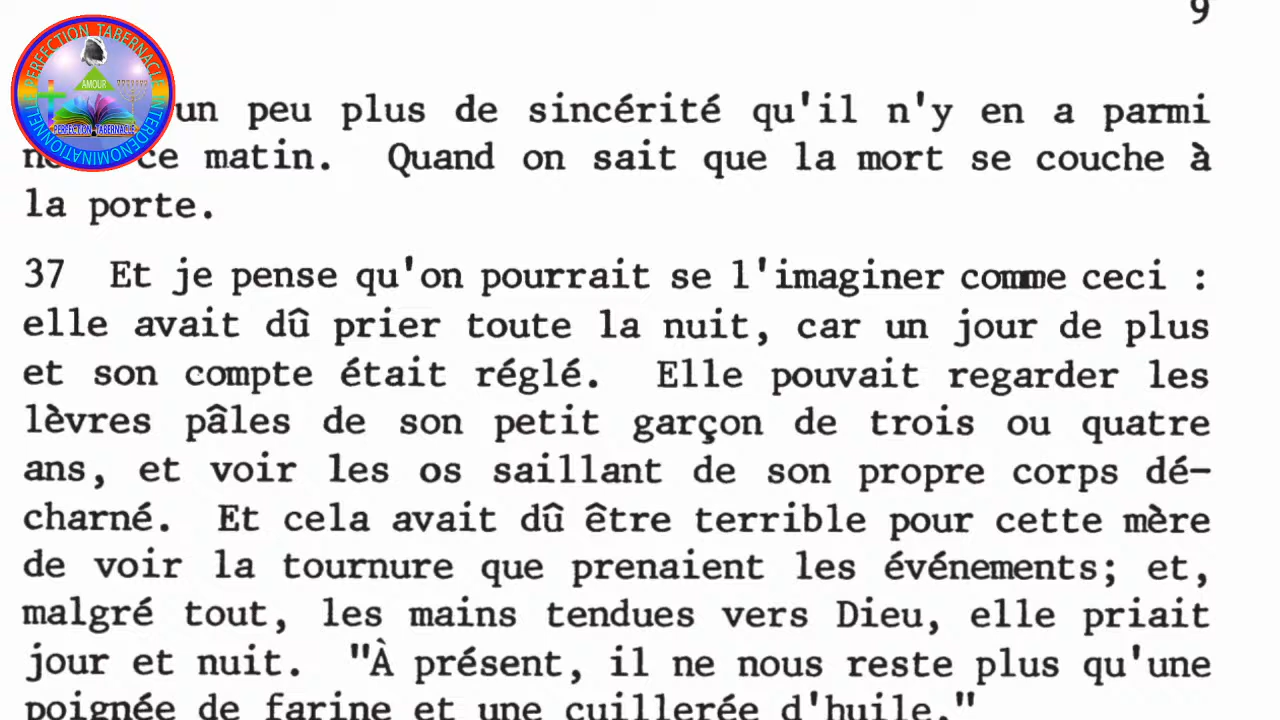 9
PERFECTION TABERNACLE INTERDENOMINATIONNELE
AMOUR
PERFECTION TABERNACLE
un peu plus de sincérité qu'il n'y en a parmi
ce matin. Quand on sait que la mort se couche à
la porte.
37 Et je pense qu'on pourrait se l'imaginer comme ceci :
elle avait dû prier toute la nuit, car un jour de plus
et son compte était réglé. Elle pouvait regarder les
lèvres pâles de son petit garçon de trois ou quatre
ans, et voir les os saillant de son propre corps dé-
charné. Et cela avait dû être terrible pour cette mère
de voir la tournure que prenaient les événements; et,
malgré tout, les mains tendues vers Dieu, elle priait
jour et nuit. "À présent, il ne nous reste plus qu'une
poignée de farine et une cuillerée d'huile."